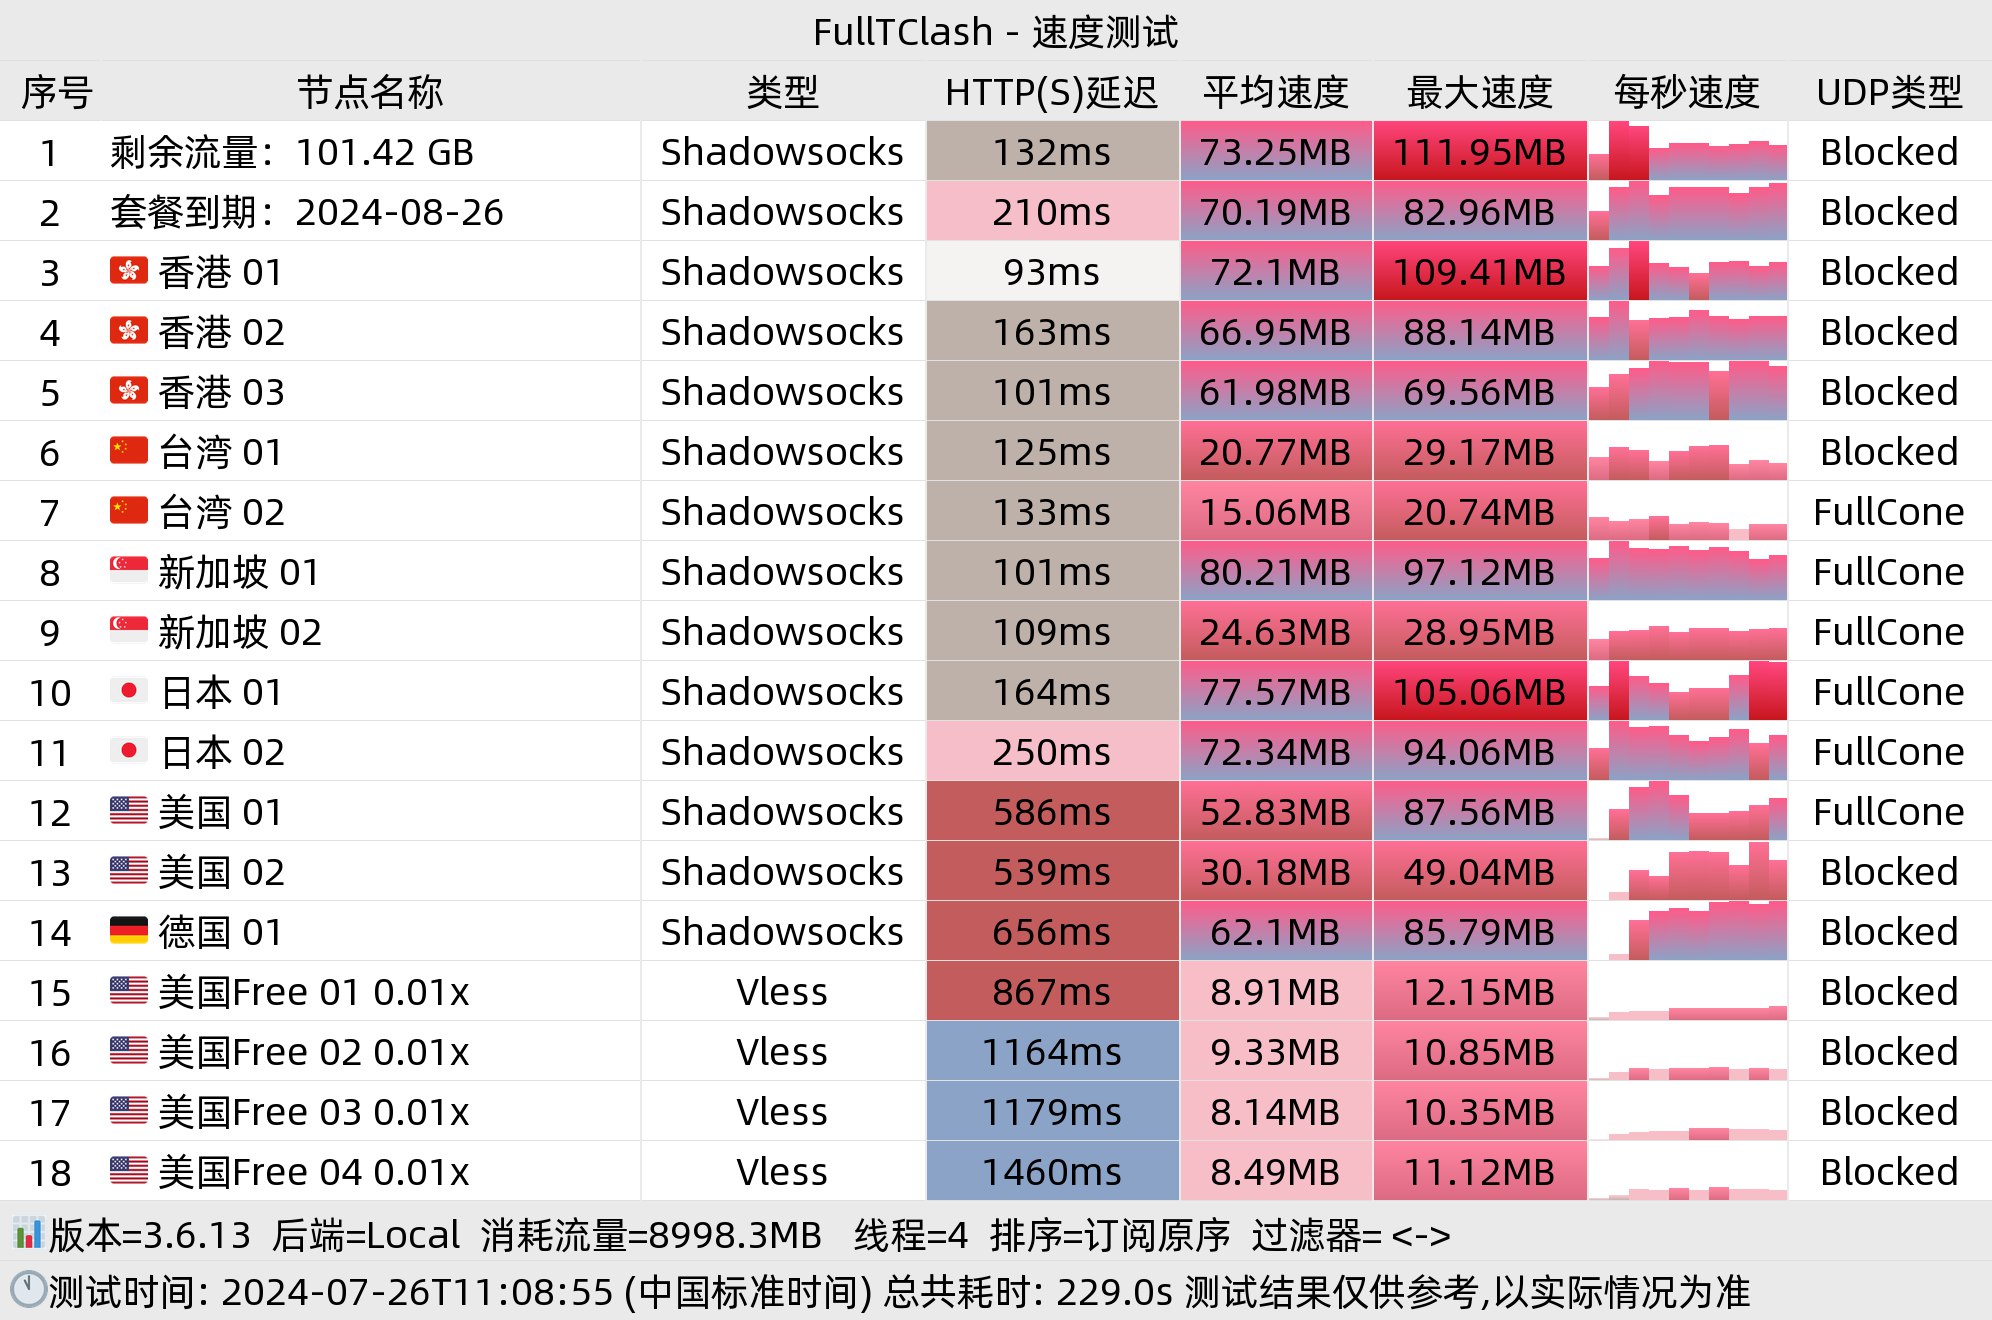 FullTClash - 速度测试
序号 节点名称 类型 HTTP(S)延迟 平均速度 最大速度 每秒速度 UDP类型
1 剩余流量：101.42 GB Shadowsocks 132ms 73.25MB 111.95MB Blocked
2 套餐到期：2024-08-26 Shadowsocks 210ms 70.19MB 82.96MB Blocked
3 香港 01 Shadowsocks 93ms 72.1MB 109.41MB Blocked
4 香港 02 Shadowsocks 163ms 66.95MB 88.14MB Blocked
5 香港 03 Shadowsocks 101ms 61.98MB 69.56MB Blocked
6 台湾 01 Shadowsocks 125ms 20.77MB 29.17MB Blocked
7 台湾 02 Shadowsocks 133ms 15.06MB 20.74MB FullCone
8 新加坡 01 Shadowsocks 101ms 80.21MB 97.12MB FullCone
9 新加坡 02 Shadowsocks 109ms 24.63MB 28.95MB FullCone
10 日本 01 Shadowsocks 164ms 77.57MB 105.06MB FullCone
11 日本 02 Shadowsocks 250ms 72.34MB 94.06MB FullCone
12 美国 01 Shadowsocks 586ms 52.83MB 87.56MB FullCone
13 美国 02 Shadowsocks 539ms 30.18MB 49.04MB Blocked
14 德国 01 Shadowsocks 656ms 62.1MB 85.79MB Blocked
15 美国Free 01 0.01x Vless 867ms 8.91MB 12.15MB Blocked
16 美国Free 02 0.01x Vless 1164ms 9.33MB 10.85MB Blocked
17 美国Free 03 0.01x Vless 1179ms 8.14MB 10.35MB Blocked
18 美国Free 04 0.01x Vless 1460ms 8.49MB 11.12MB Blocked
版本=3.6.13 后端=Local 消耗流量=8998.3MB 线程=4 排序=订阅原序 过滤器= <->
测试时间: 2024-07-26T11:08:55 (中国标准时间) 总共耗时: 229.0s 测试结果仅供参考,以实际情况为准